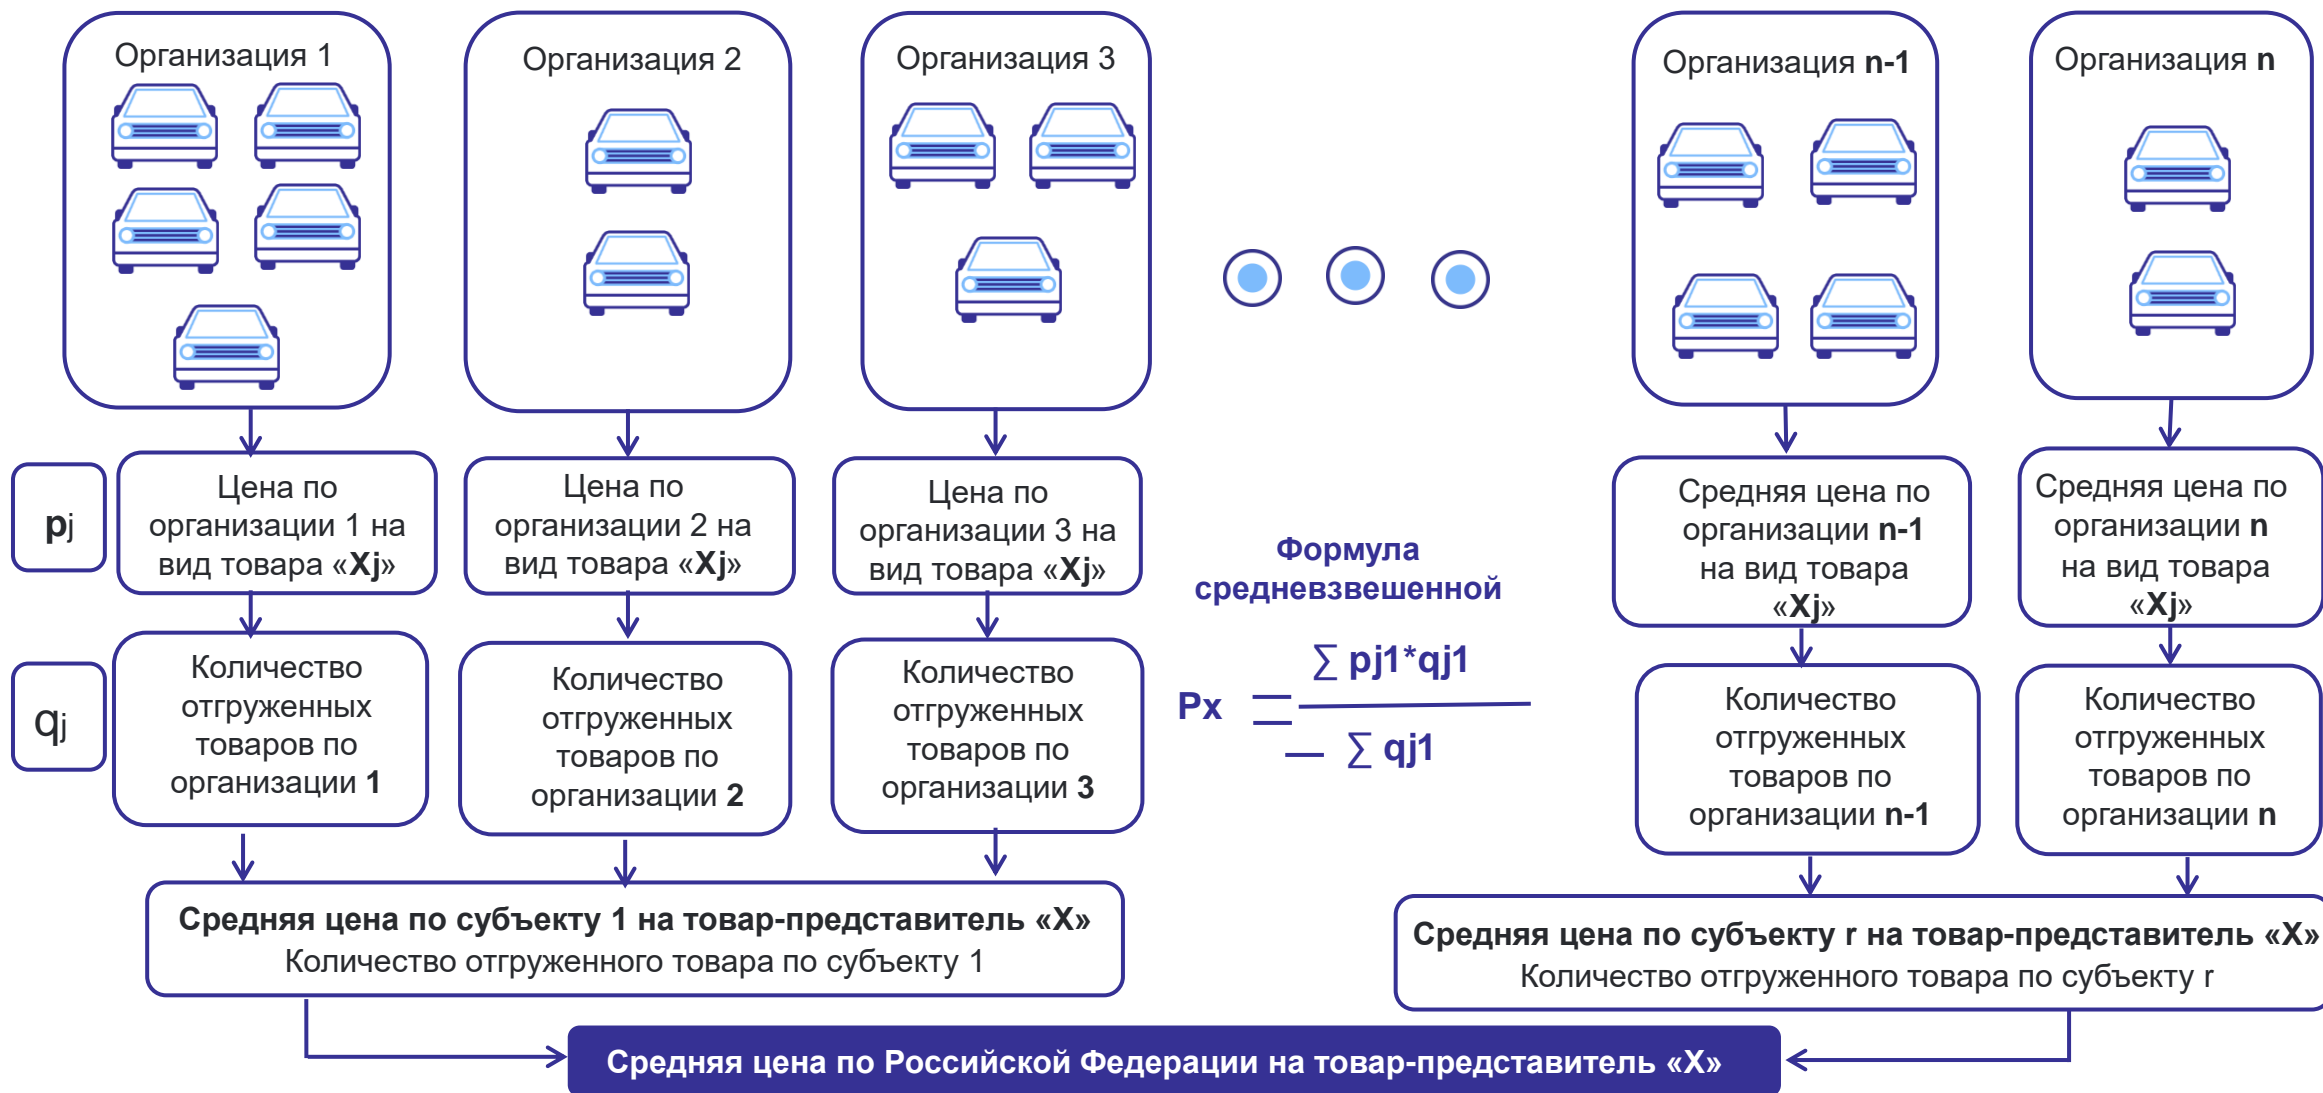 Организация 1
Организация 2
Организация 3
Организация n-1
Организация n
pj
Цена по
организации 1 на
вид товара «Xj»
Цена по
организации 2 на
вид товара «Xj»
Цена по
организации 3 на
вид товара «Xj»
Средняя цена по
организации n-1
на вид товара
«Xj»
Средняя цена по
организации n
на вид товара
«Xj»
Формула
средневзвешенной
Px = ∑ pj1*qj1
∑ qj1
qj
Количество
отгруженных
товаров по
организации 1
Количество
отгруженных
товаров по
организации 2
Количество
отгруженных
товаров по
организации 3
Количество
отгруженных
товаров по
организации n-1
Количество
отгруженных
товаров по
организации n
Средняя цена по субъекту 1 на товар-представитель «X»
Количество отгруженного товара по субъекту 1
Средняя цена по субъекту r на товар-представитель «X»
Количество отгруженного товара по субъекту r
Средняя цена по Российской Федерации на товар-представитель «X»